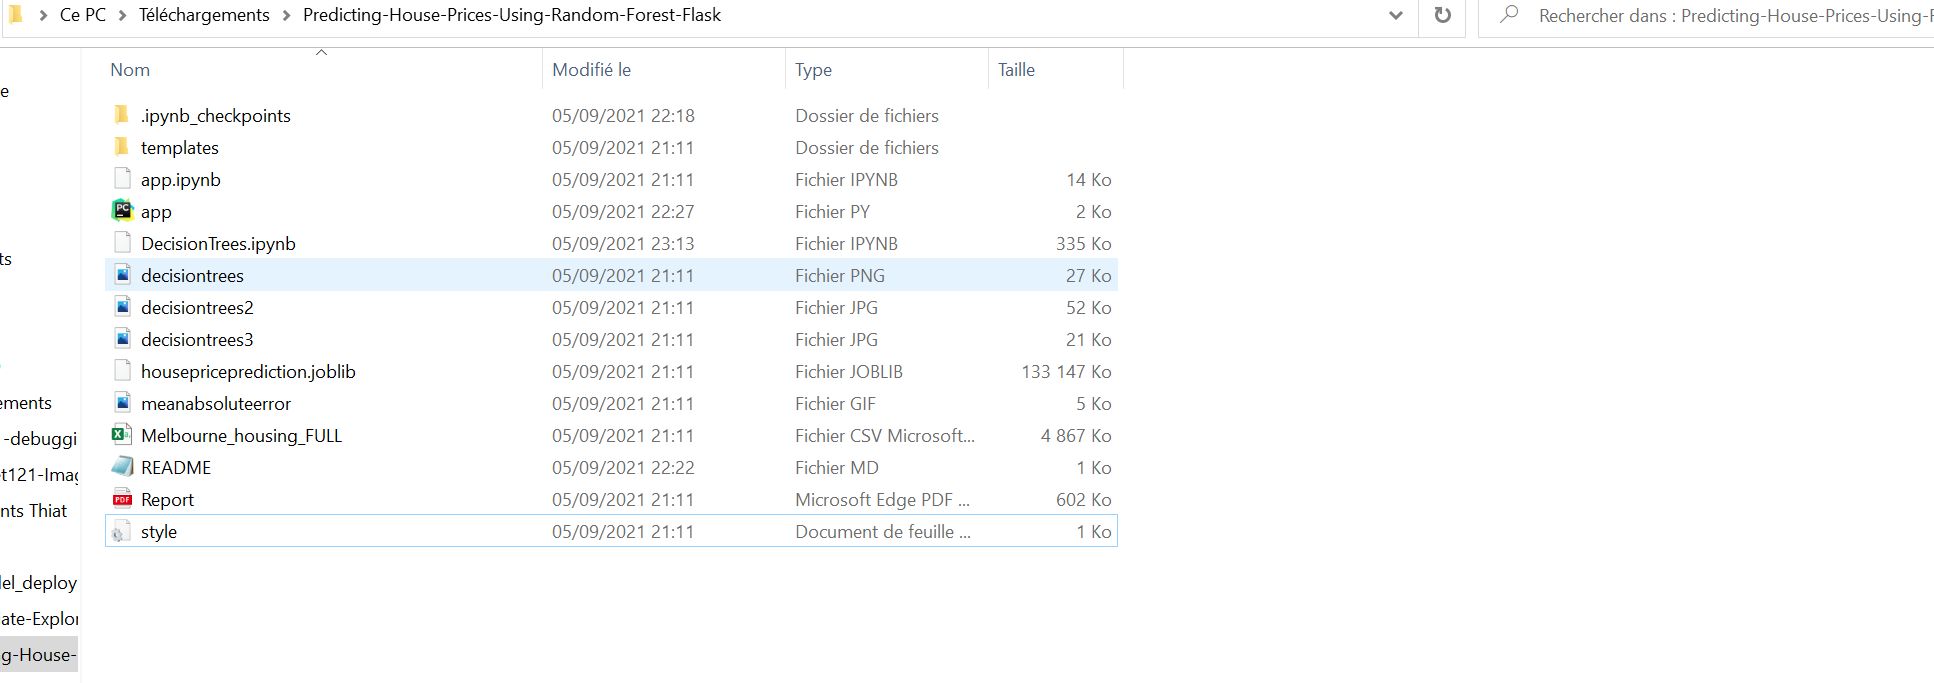 Ce PC > Téléchargements > Predicting-House-Prices-Using-Random-Forest-Flask
Rechercher dans : Predicting-House-Prices-Using-
Nom Modifié le Type Taille
.ipynb_checkpoints 05/09/2021 22:18 Dossier de fichiers
templates 05/09/2021 21:11 Dossier de fichiers
app.ipynb 05/09/2021 21:11 Fichier IPYNB 14 Ko
app 05/09/2021 22:27 Fichier PY 2 Ko
DecisionTrees.ipynb 05/09/2021 23:13 Fichier IPYNB 335 Ko
decisiontrees 05/09/2021 21:11 Fichier PNG 27 Ko
decisiontrees2 05/09/2021 21:11 Fichier JPG 52 Ko
decisiontrees3 05/09/2021 21:11 Fichier JPG 21 Ko
housepriceprediction.joblib 05/09/2021 21:11 Fichier JOBLIB 133 147 Ko
meanabsoluteerror 05/09/2021 21:11 Fichier GIF 5 Ko
Melbourne_housing_FULL 05/09/2021 21:11 Fichier CSV Microsoft... 4 867 Ko
README 05/09/2021 22:22 Fichier MD 1 Ko
Report 05/09/2021 21:11 Microsoft Edge PDF ... 602 Ko
style 05/09/2021 21:11 Document de feuille ... 1 Ko
e
ts
ements
-debuggi
t121-Imag
nts Thiat
el_deploy
ate-Explor
g-House-
PC
PDF